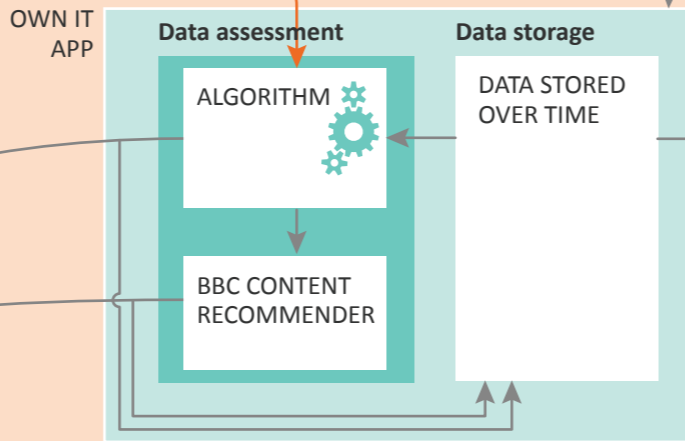 OWN IT
APP
Data assessment
Data storage
ALGORITHM
DATA STORED
OVER TIME
BBC CONTENT
RECOMMENDER